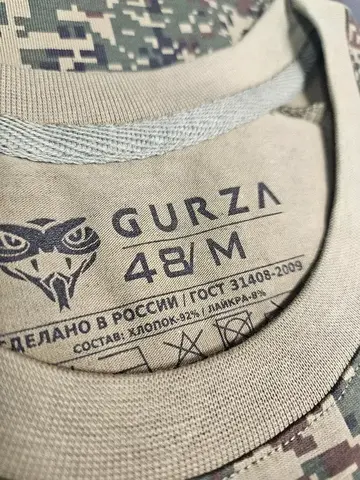 GURZA
48/M
СДЕЛАНО В РОССИИ / ГОСТ 31408-2009
СОСТАВ: ХЛОПОК-92% / ЛАЙКРА-8%